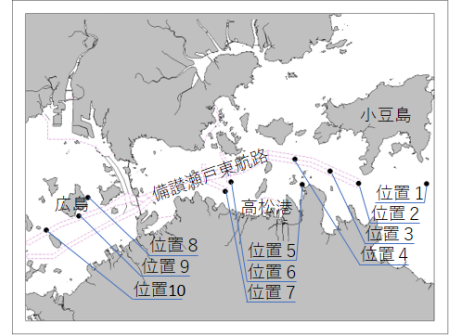 小豆島
備讃瀬戸東航路
広島
高松港
位置1
位置2
位置3
位置4
位置5
位置6
位置7
位置8
位置9
位置10